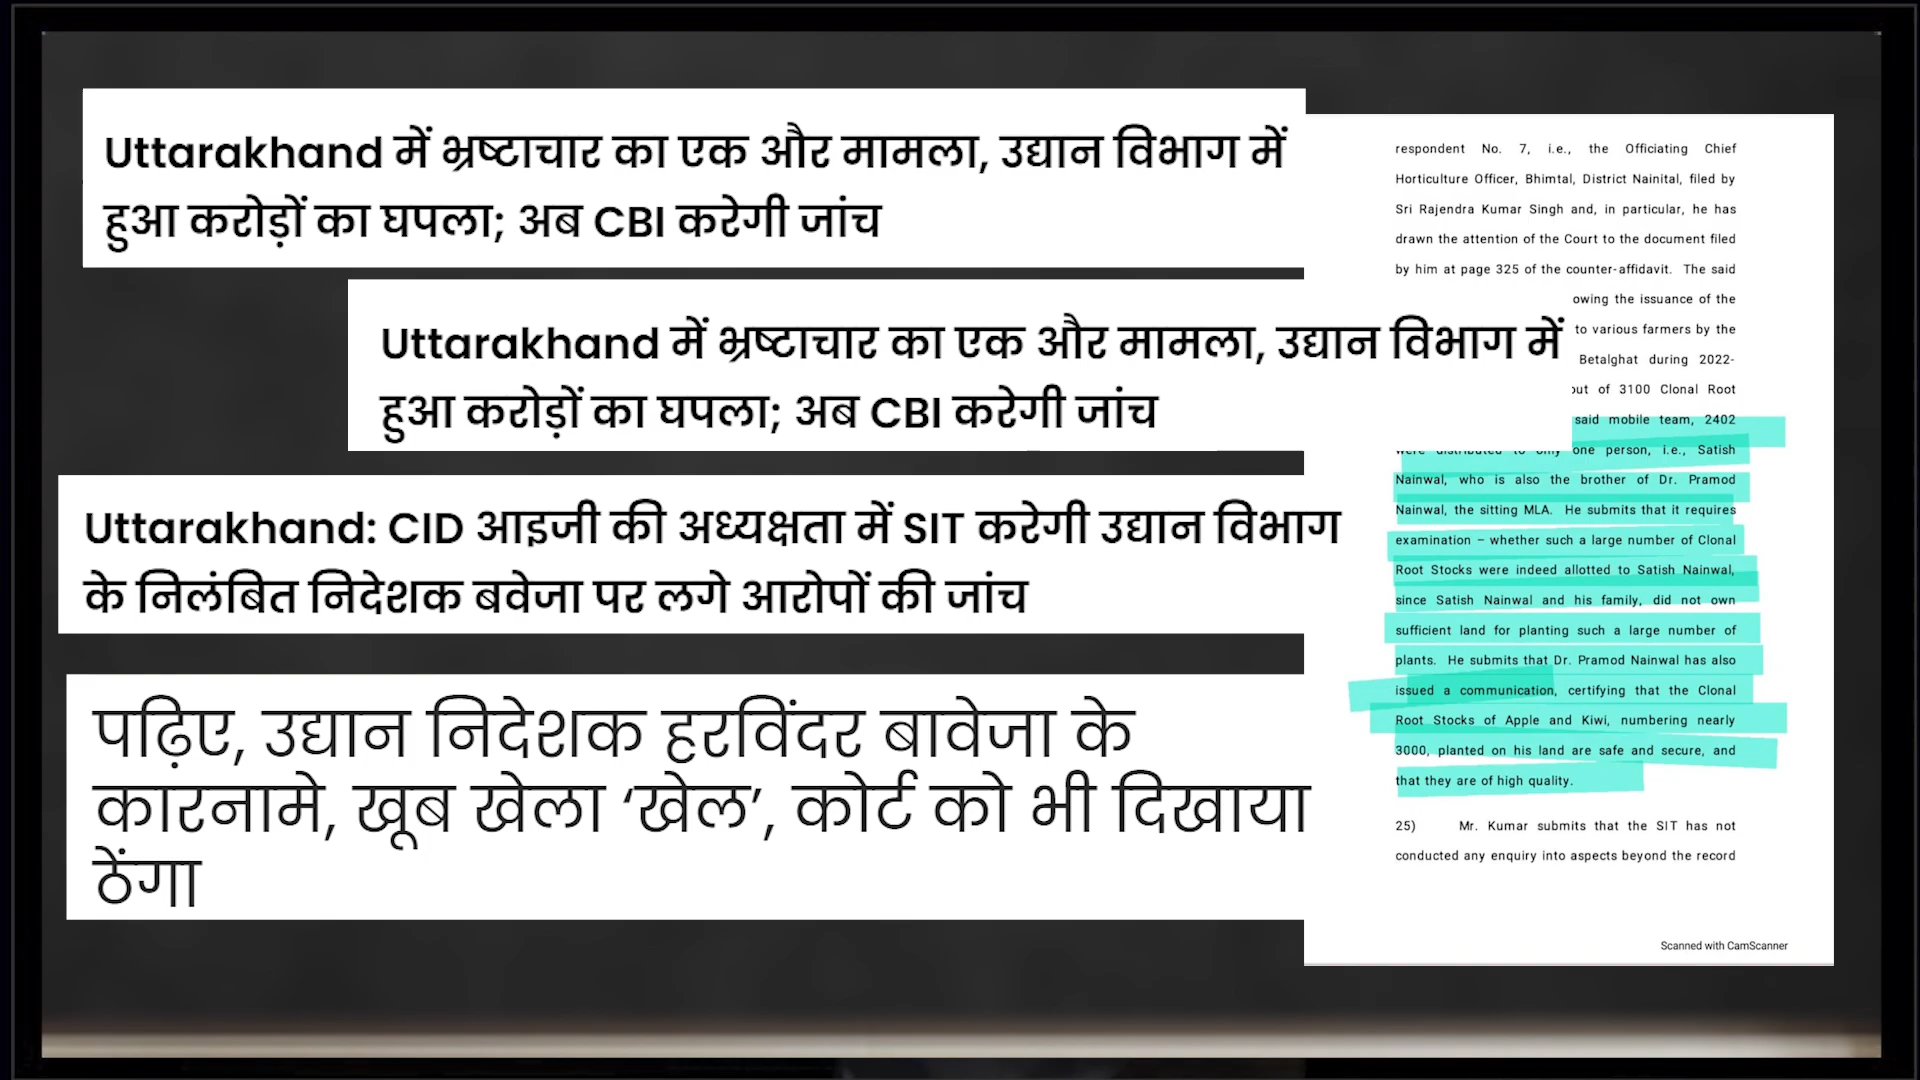 Uttarakhand में भ्रष्टाचार का एक और मामला, उद्यान विभाग में
हुआ करोड़ों का घपला; अब CBI करेगी जांच
Uttarakhand में भ्रष्टाचार का एक और मामला, उद्यान विभाग में
हुआ करोड़ों का घपला; अब CBI करेगी जांच
Uttarakhand: CID आइजी की अध्यक्षता में SIT करेगी उद्यान विभाग
के निलंबित निदेशक बवेजा पर लगे आरोपों की जांच
पढ़िए, उद्यान निदेशक हरविंदर बावेजा के
कारनामे, खूब खेला ‘खेल’, कोर्ट को भी दिखाया
ठेंगा
respondent No. 7, i.e., the Officiating Chief
Horticulture Officer, Bhimtal, District Nainital, filed by
Sri Rajendra Kumar Singh and, in particular, he has
drawn the attention of the Court to the document filed
by him at page 325 of the counter-affidavit. The said
the issuance of the
to various farmers by the
Betalghat during 2022-
of 3100 Clonal Root
said mobile team, 2402
one person, i.e., Satish
Nainwal, who is also the brother of Dr. Pramod
Nainwal, the sitting MLA. He submits that it requires
examination – whether such a large number of Clonal
Root Stocks were indeed allotted to Satish Nainwal,
since Satish Nainwal and his family, did not own
sufficient land for planting such a large number of
plants. He submits that Dr. Pramod Nainwal has also
issued a communication, certifying that the Clonal
Root Stocks of Apple and Kiwi, numbering nearly
3000, planted on his land are safe and secure, and
that they are of high quality.
25) Mr. Kumar submits that the SIT has not
conducted any enquiry into aspects beyond the record
Scanned with CamScanner